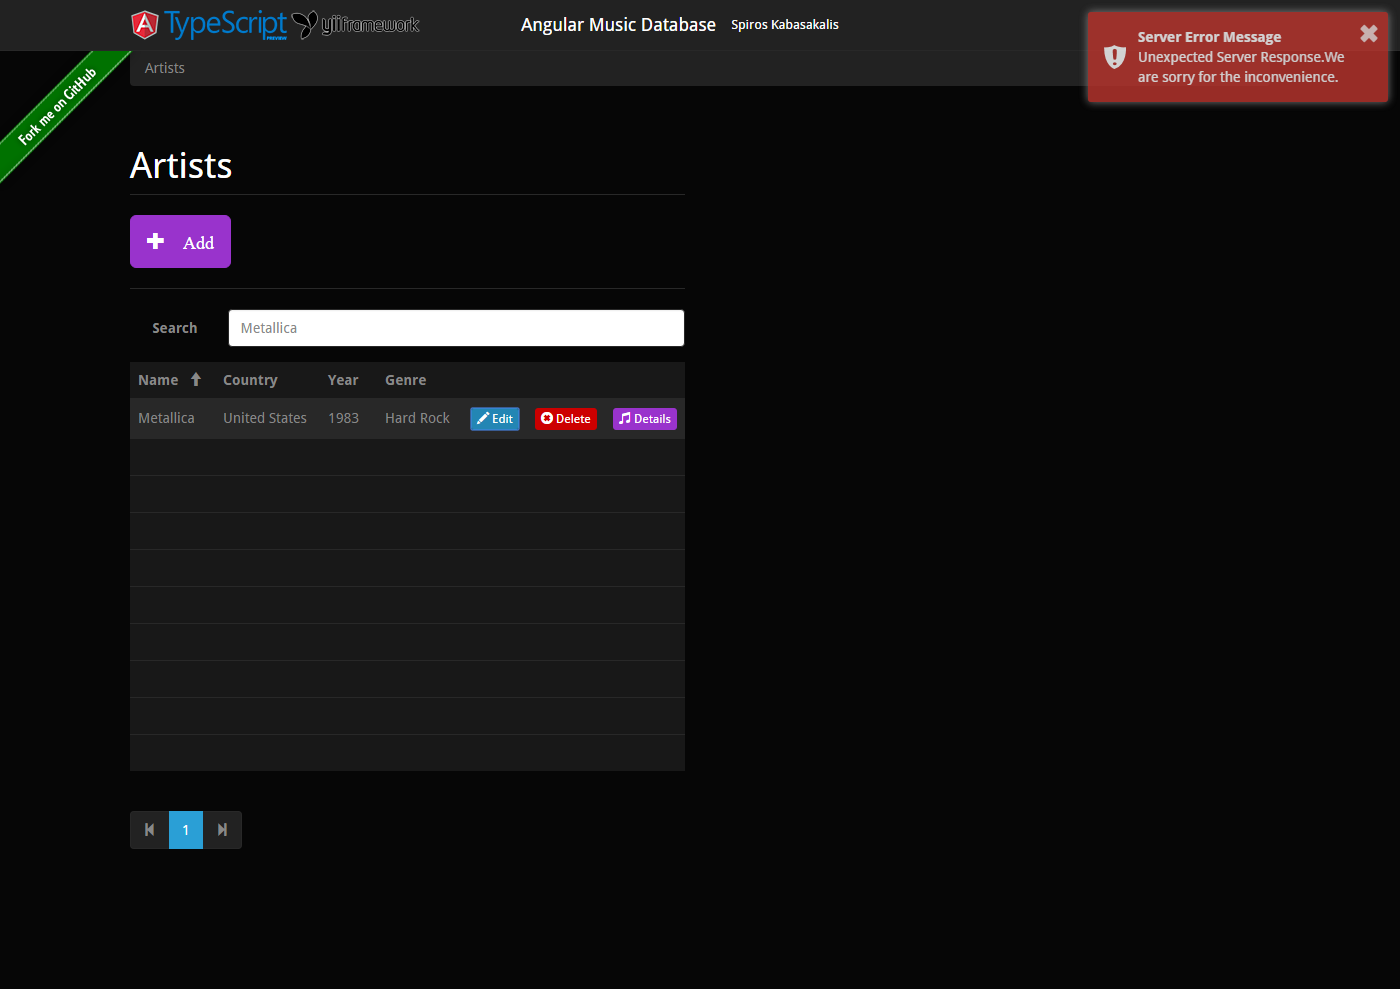 TypeScript
PREVIEW
yiiframework
Angular Music Database
Spiros Kabasakalis
Server Error Message
Unexpected Server Response.We
are sorry for the inconvenience.
Fork me on GitHub
Artists
Artists
Add
Search
Metallica
Name Country Year Genre
Metallica United States 1983 Hard Rock Edit Delete Details
1